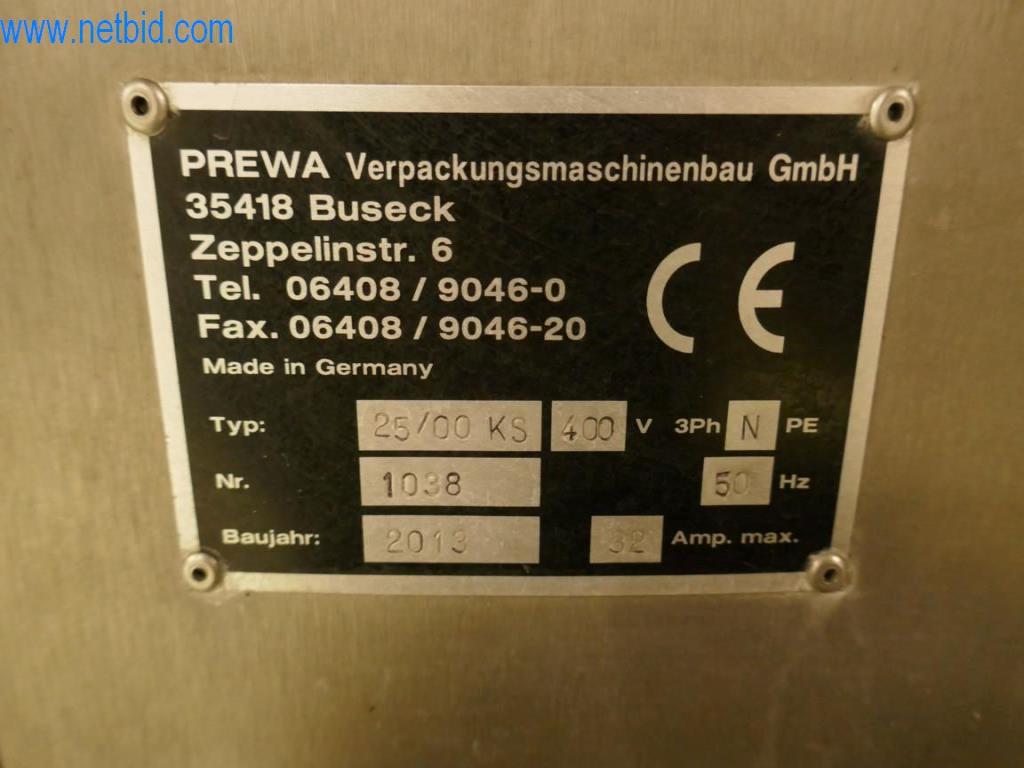 www.netbid.com
PREWA Verpackungsmaschinenbau GmbH
35418 Buseck
Zeppelinstr. 6
Tel. 06408 / 9046-0
Fax. 06408 / 9046-20
CE
Made in Germany
Typ: 25/00 KS 400 V 3Ph N PE
Nr. 1038 50 Hz
Baujahr: 2013 32 Amp. max.